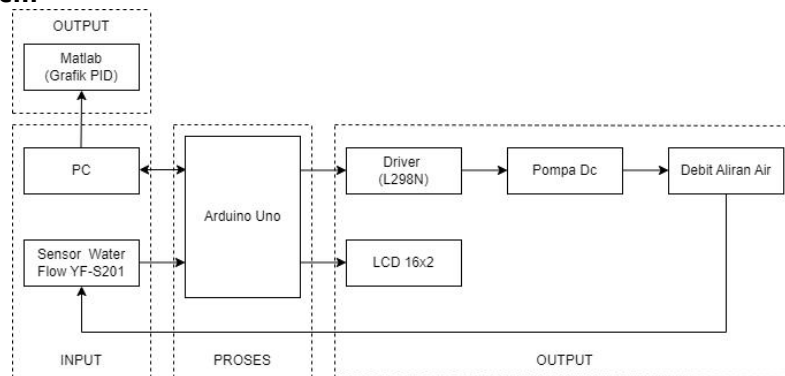 OUTPUT
Matlab
(Grafik PID)
PC
Arduino Uno
Driver
(L298N)
Pompa Dc
Debit Aliran Air
Sensor Water
Flow YF-S201
LCD 16x2
INPUT
PROSES
OUTPUT